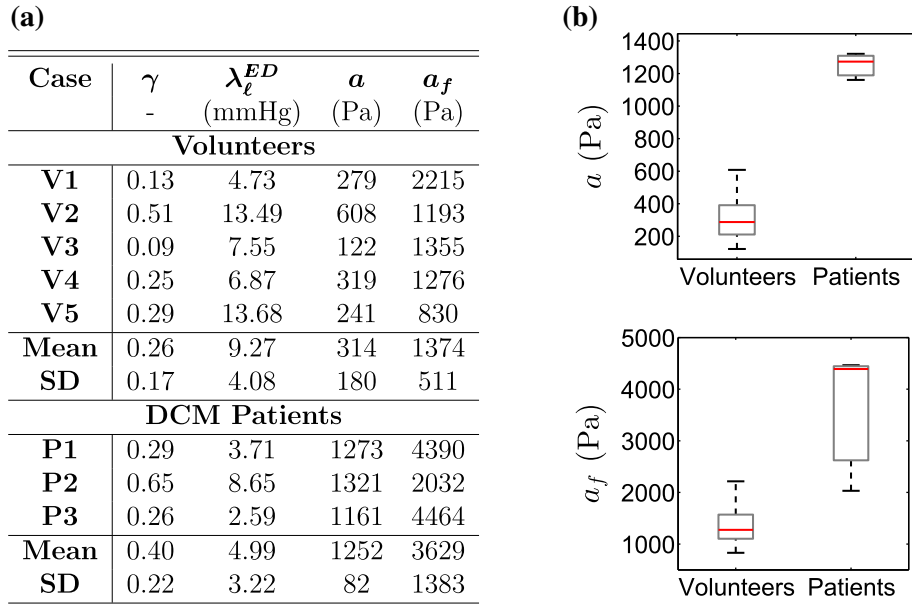 (a)
Case γ λ_ℓ^{ED} a a_f
- (mmHg) (Pa) (Pa)
Volunteers
V1 0.13 4.73 279 2215
V2 0.51 13.49 608 1193
V3 0.09 7.55 122 1355
V4 0.25 6.87 319 1276
V5 0.29 13.68 241 830
Mean 0.26 9.27 314 1374
SD 0.17 4.08 180 511
DCM Patients
P1 0.29 3.71 1273 4390
P2 0.65 8.65 1321 2032
P3 0.26 2.59 1161 4464
Mean 0.40 4.99 1252 3629
SD 0.22 3.22 82 1383
(b)
a (Pa)
1400
1200
1000
800
600
400
200
Volunteers Patients
a_f (Pa)
5000
4000
3000
2000
1000
Volunteers Patients